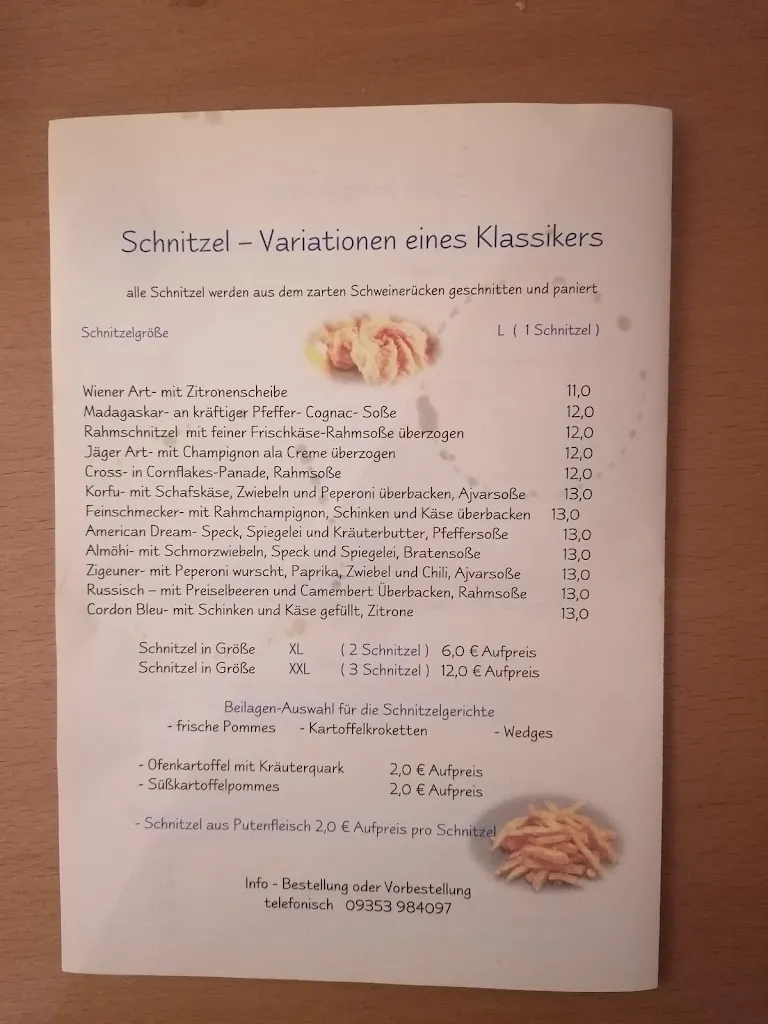 Schnitzel – Variationen eines Klassikers
alle Schnitzel werden aus dem zarten Schweinerücken geschnitten und paniert
Schnitzelgröße L ( 1 Schnitzel )
Wiener Art- mit Zitronenscheibe 11,0
Madagaskar- an kräftiger Pfeffer- Cognac- Soße 12,0
Rahmschnitzel mit feiner Frischkäse-Rahmsoße überzogen 12,0
Jäger Art- mit Champignon ala Creme überzogen 12,0
Cross- in Cornflakes-Panade, Rahmsoße 12,0
Korfu- mit Schafskäse, Zwiebeln und Peperoni überbacken, Ajvarsoße 13,0
Feinschmecker- mit Rahmchampignon, Schinken und Käse überbacken 13,0
American Dream- Speck, Spiegelei und Kräuterbutter, Pfeffersoße 13,0
Almöhi- mit Schmorzwiebeln, Speck und Spiegelei, Bratensoße 13,0
Zigeuner- mit Peperoni wurscht, Paprika, Zwiebel und Chili, Ajvarsoße 13,0
Russisch – mit Preiselbeeren und Camembert Überbacken, Rahmsoße 13,0
Cordon Bleu- mit Schinken und Käse gefüllt, Zitrone 13,0
Schnitzel in Größe XL ( 2 Schnitzel ) 6,0 € Aufpreis
Schnitzel in Größe XXL ( 3 Schnitzel ) 12,0 € Aufpreis
Beilagen-Auswahl für die Schnitzelgerichte
- frische Pommes - Kartoffelkroketten - Wedges
- Ofenkartoffel mit Kräuterquark 2,0 € Aufpreis
- Süßkartoffelpommes 2,0 € Aufpreis
- Schnitzel aus Putenfleisch 2,0 € Aufpreis pro Schnitzel
Info - Bestellung oder Vorbestellung
telefonisch 09353 984097